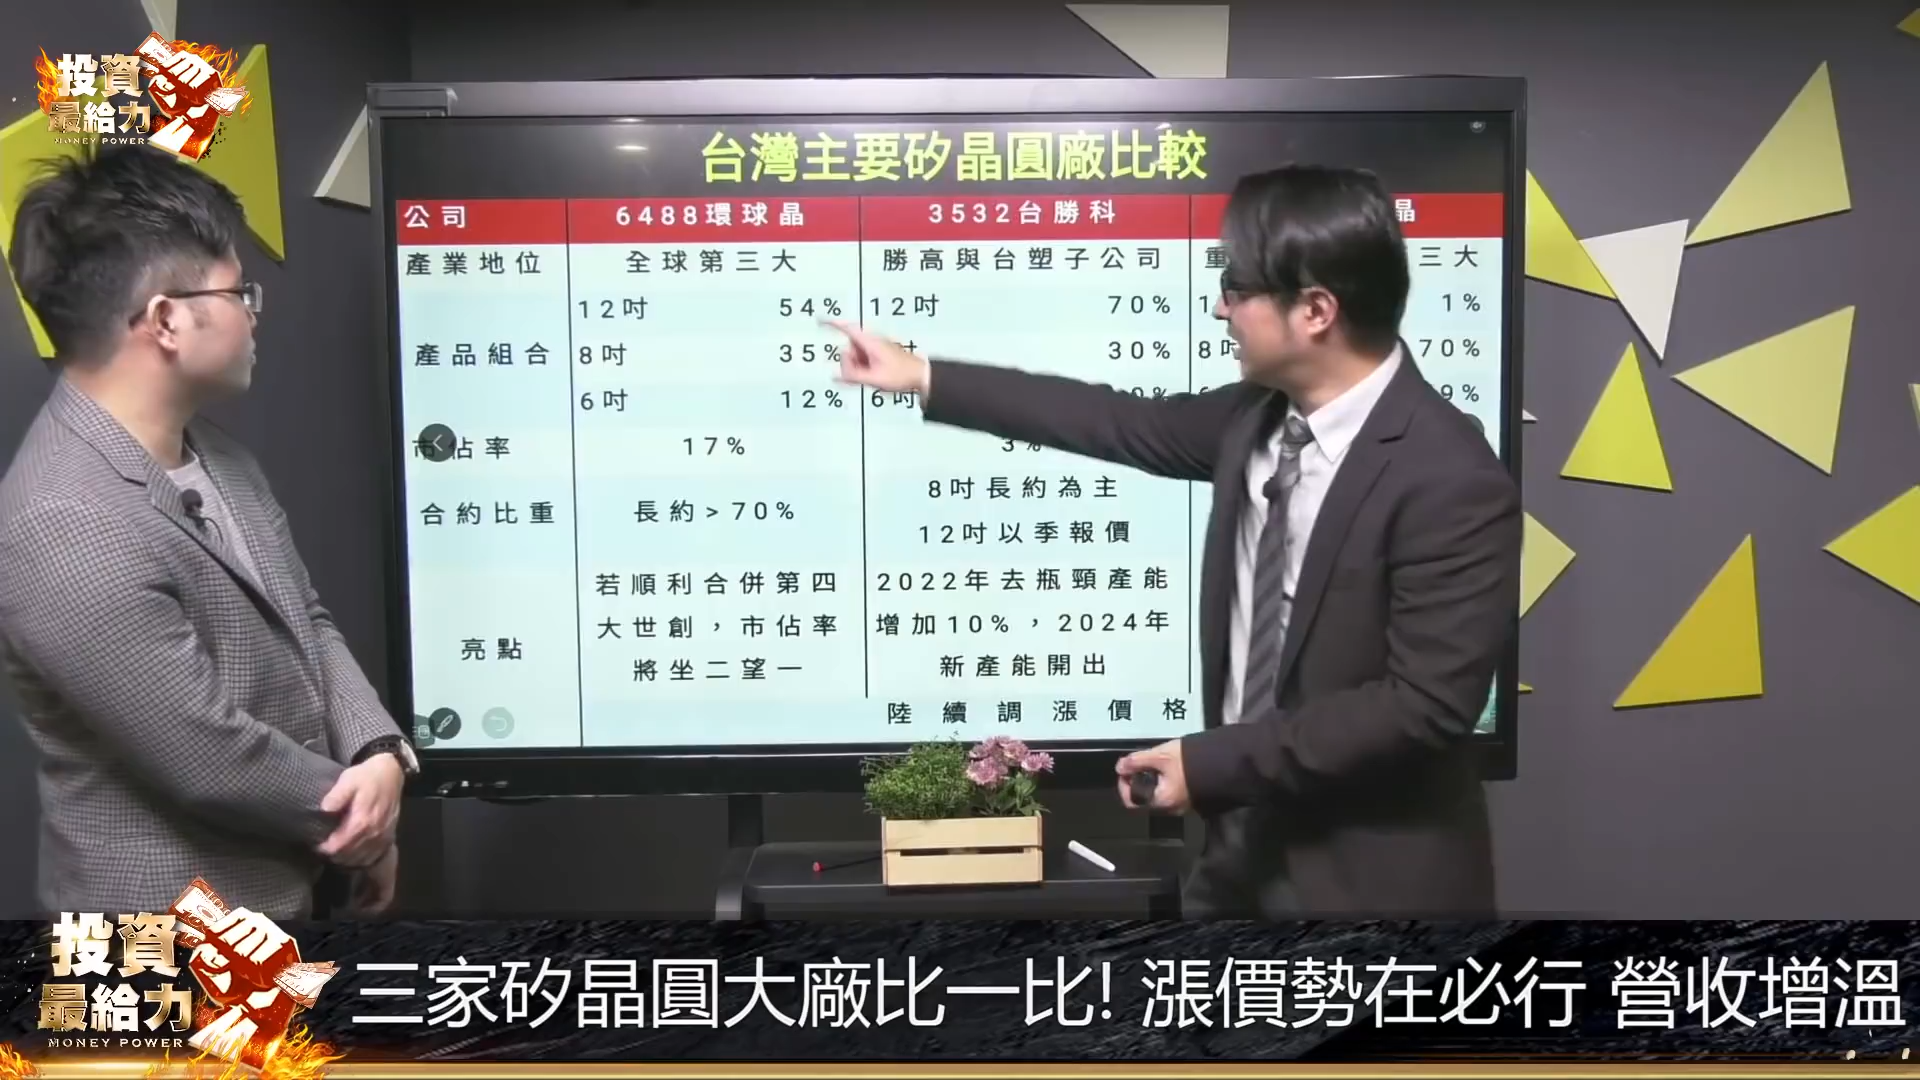 投資
最給力
MONEY POWER
台灣主要矽晶圓廠比較
公司 6488環球晶 3532台勝科 晶
產業地位 全球第三大 勝高與台塑子公司 三大
12吋 54% 12吋 70% 1%
產品組合 8吋 35% 30% 8吋 70%
6吋 12% 6吋 9%
市佔率 17% 3%
合約比重 長約>70% 8吋長約為主
12吋以季報價
亮點 若順利合併第四
大世創，市佔率
將坐二望一
2022年去瓶頸產能
增加10%，2024年
新產能開出
陸續調漲價格
投資
最給力
MONEY POWER
三家矽晶圓大廠比一比! 漲價勢在必行 營收增溫